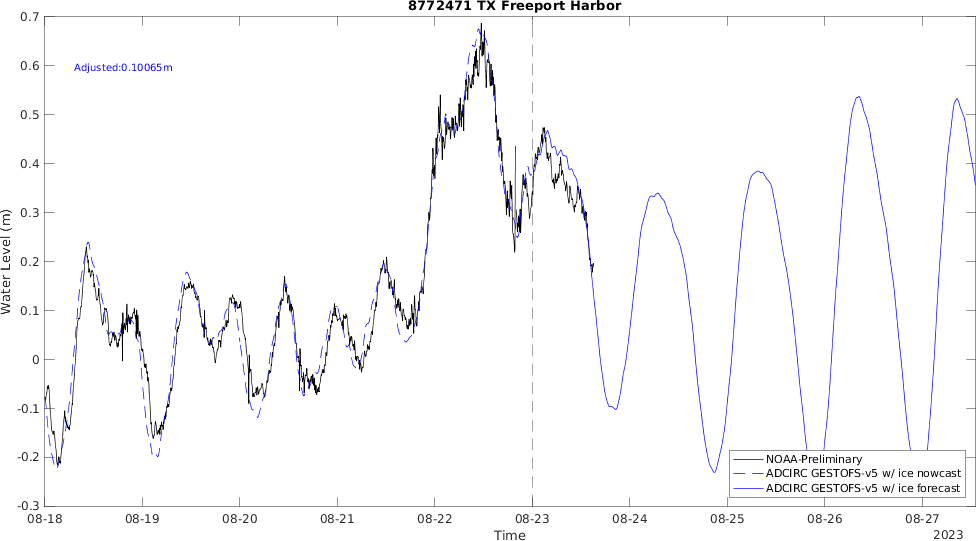 8772471 TX Freeport Harbor
0.7
0.6
0.5
0.4
0.3
0.2
0.1
0
-0.1
-0.2
-0.3
Water Level (m)
Adjusted:0.10065m
NOAA-Preliminary
ADCIRC GESTOFS-v5 w/ ice nowcast
ADCIRC GESTOFS-v5 w/ ice forecast
08-18 08-19 08-20 08-21 08-22 08-23 08-24 08-25 08-26 08-27
Time
2023